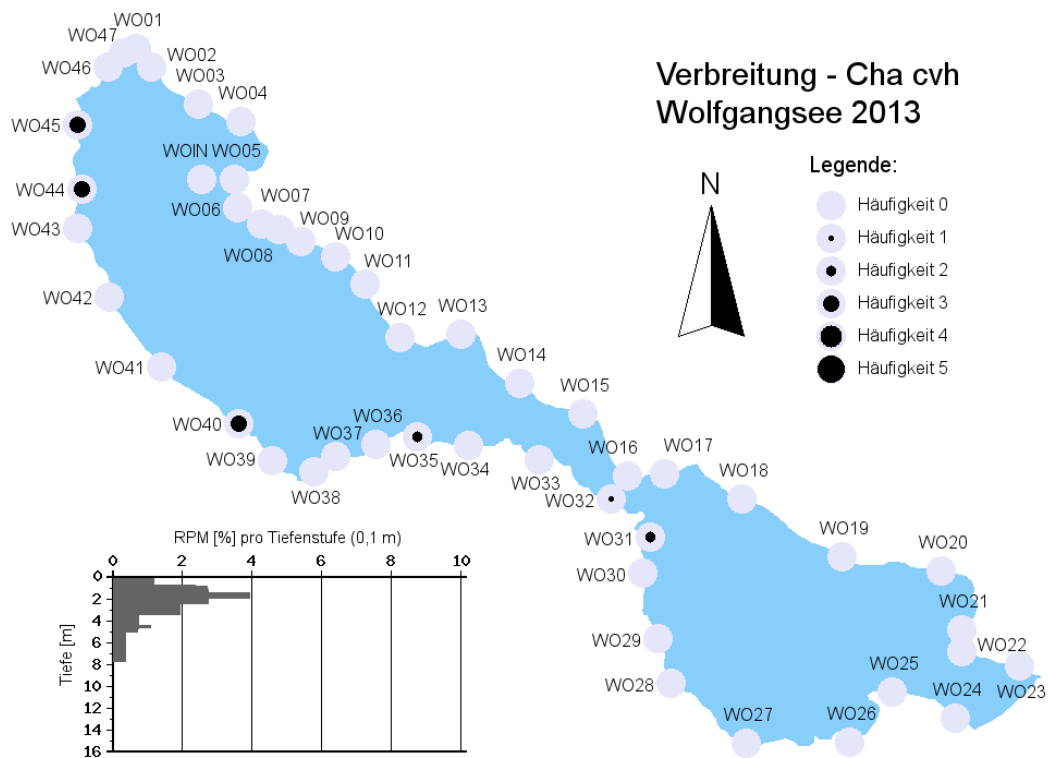 Verbreitung - Cha cvh
Wolfgangsee 2013
Legende:
Häufigkeit 0
Häufigkeit 1
Häufigkeit 2
Häufigkeit 3
Häufigkeit 4
Häufigkeit 5
N
WO01
WO47
WO02
WO46
WO03
WO04
WO45
WOIN WO05
WO44
WO07
WO06
WO43
WO09
WO08
WO10
WO11
WO42
WO12
WO13
WO41
WO14
WO15
WO40
WO36
WO37
WO35
WO39
WO34
WO38
WO33
WO16
WO17
WO32
WO18
WO31
WO30
WO19
WO20
WO21
WO29
WO22
WO28
WO25
WO23
WO24
WO27
WO26
RPM [%] pro Tiefenstufe (0,1 m)
0 2 4 6 8 10
Tiefe [m]
0
2
4
6
8
10
12
14
16